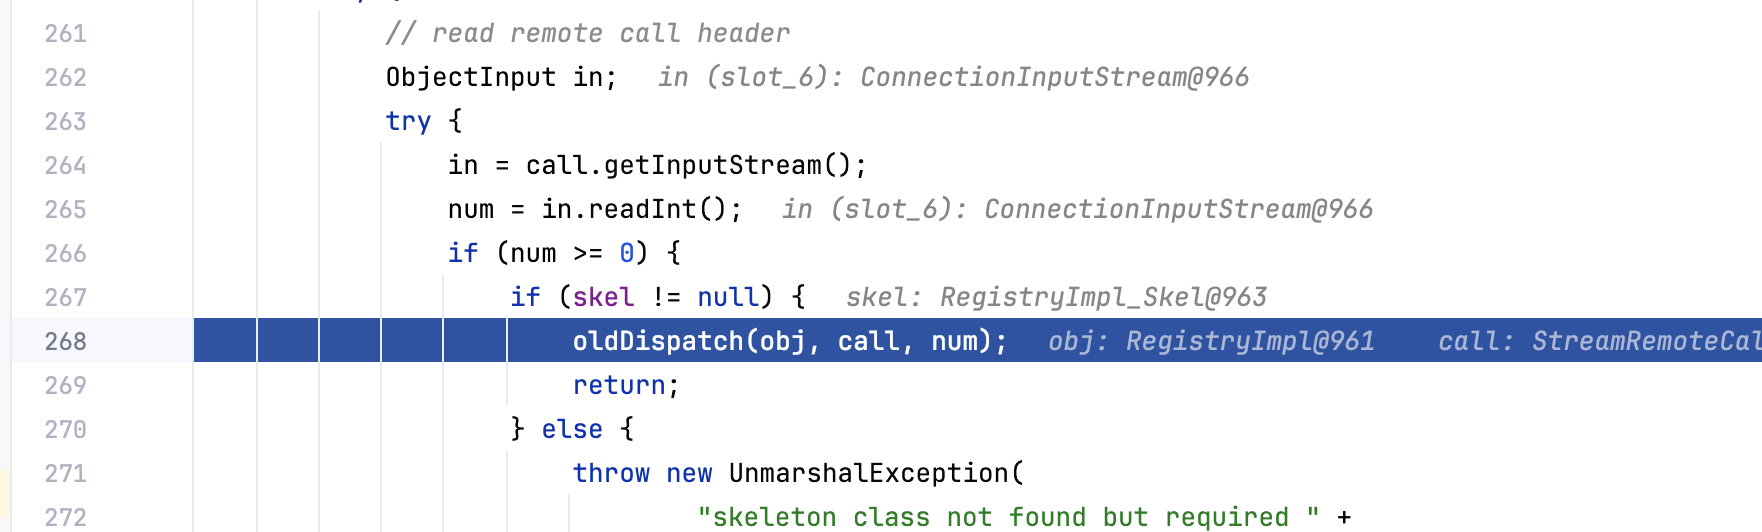 261 // read remote call header
262 ObjectInput in; in (slot_6): ConnectionInputStream@966
263 try {
264 in = call.getInputStream();
265 num = in.readInt(); in (slot_6): ConnectionInputStream@966
266 if (num >= 0) {
267 if (skel != null) { skel: RegistryImpl_Skel@963
268 oldDispatch(obj, call, num); obj: RegistryImpl@961 call: StreamRemoteCal
269 return;
270 } else {
271 throw new UnmarshalException(
272 "skeleton class not found but required " +